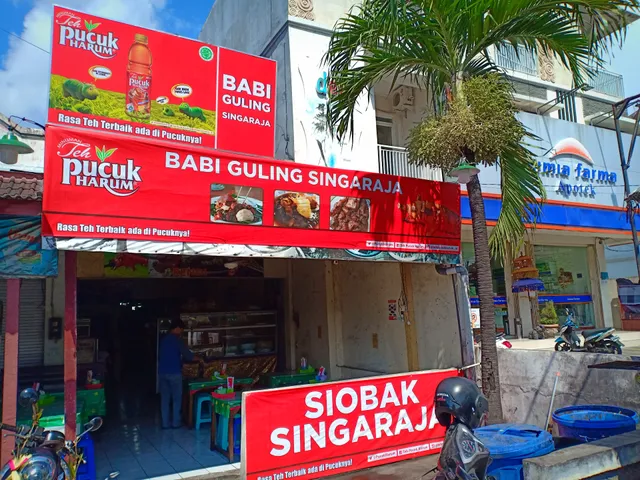 Teh
PUCUK
HARUM
BABI
GULING
SINGARAJA
Rasa Teh Terbaik ada di Pucuknya!
Teh
PUCUK
HARUM
BABI GULING SINGARAJA
Rasa Teh Terbaik ada di Pucuknya!
umia farma
Apotek
SIOBAK
SINGARAJA
Rasa Teh Terbaik ada di Pucuknya!